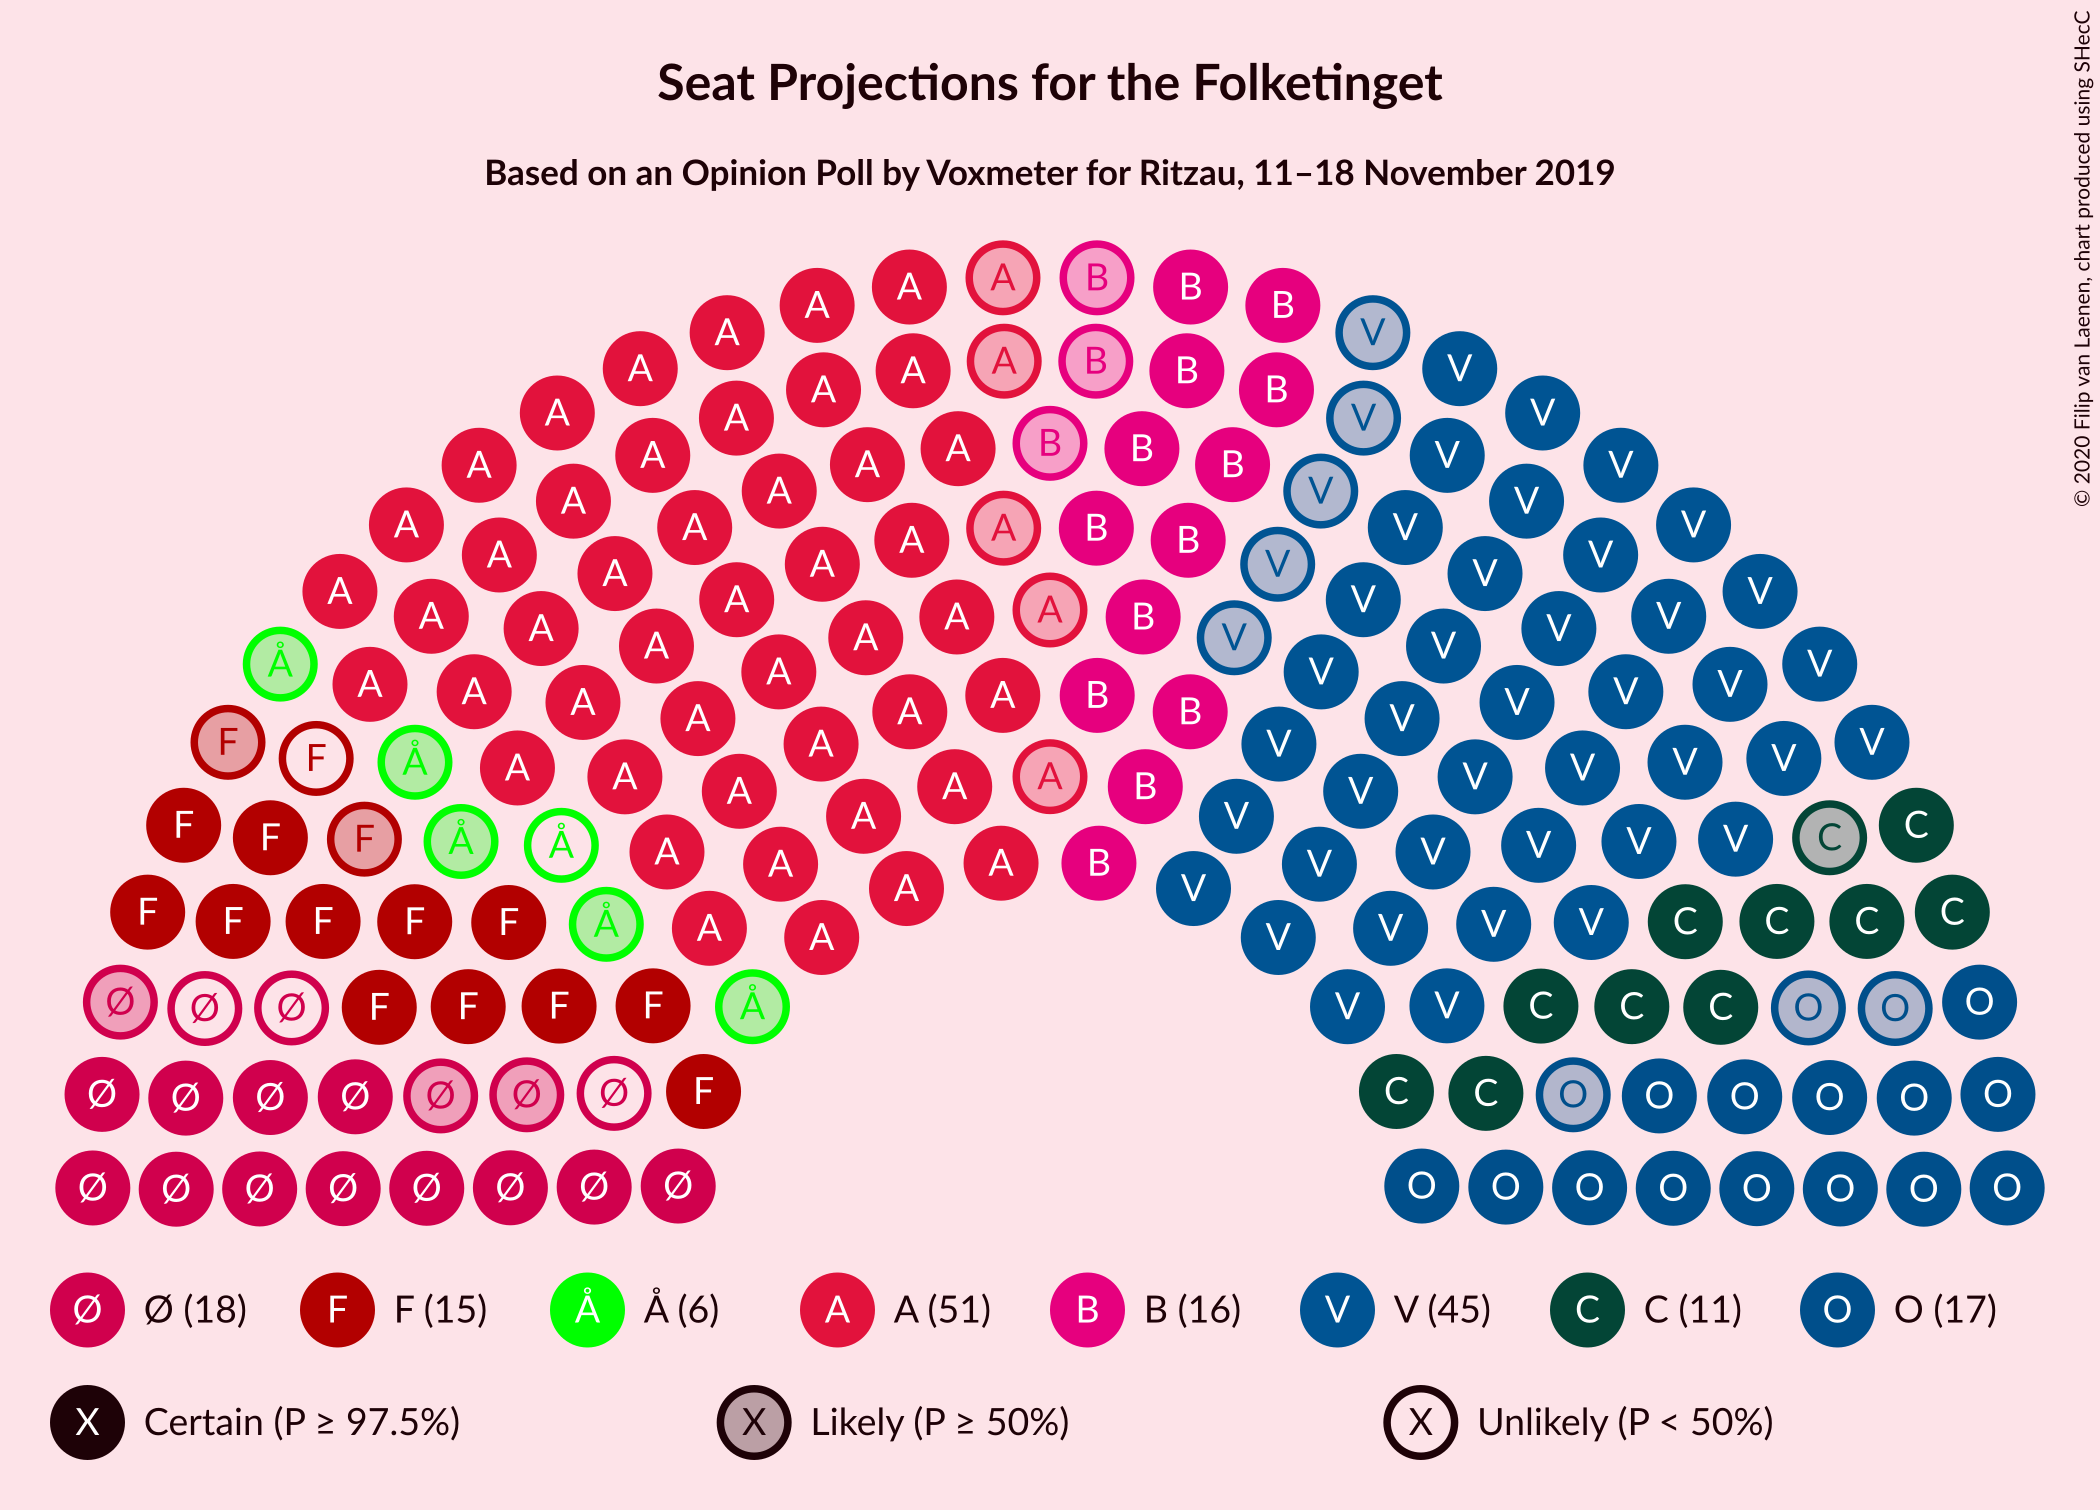 Seat Projections for the Folketinget
Based on an Opinion Poll by Voxmeter for Ritzau, 11–18 November 2019
© 2020 Filip van Laenen, chart produced using SHecC
A A B B
A B B
A A V V
A A A B B V V
A A V V
A A B B B V V
A A A V V
A A A A B B V V
A A A V V V
A A A A B V V V
A A A V V V
Å A A A A A B B V V V V
F F Å A A A A V V V V V
F F F Å Å A A A A A B V V V V V C C
F F F F F Å A A A A B V V V V V C C C C
Ø Ø Ø F F F F Å V V C C C O O O
Ø Ø Ø Ø Ø Ø Ø F C C O O O O O O
Ø Ø Ø Ø Ø Ø Ø Ø O O O O O O O O
Ø Ø (18) F F (15) Å Å (6) A A (51) B B (16) V V (45) C C (11) O O (17)
X Certain (P ≥ 97.5%) X Likely (P ≥ 50%) X Unlikely (P < 50%)